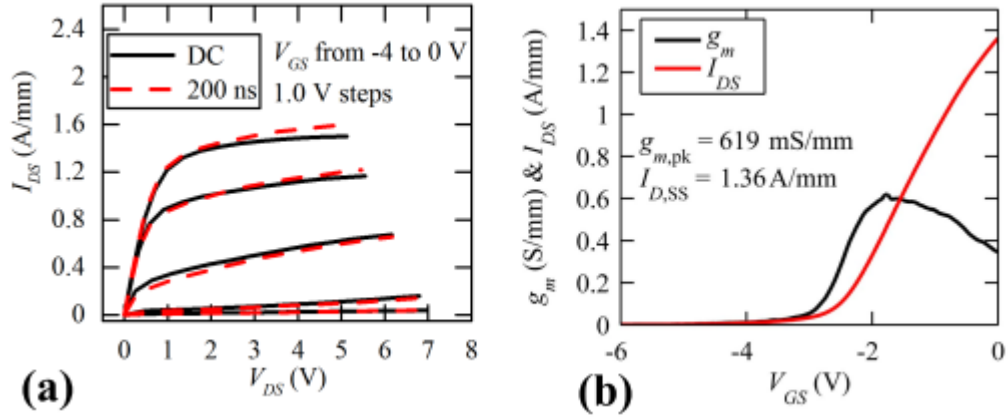 2.4
2.0
1.6
1.2
0.8
0.4
0
I_DS (A/mm)
DC
200 ns
V_GS from -4 to 0 V
1.0 V steps
0 1 2 3 4 5 6 7 8
V_DS (V)
(a)
1.4
1.2
1
0.8
0.6
0.4
0.2
0
g_m (S/mm) & I_DS (A/mm)
g_m
I_DS
g_m,pk = 619 mS/mm
I_D,SS = 1.36 A/mm
-6 -4 -2 0
V_GS (V)
(b)